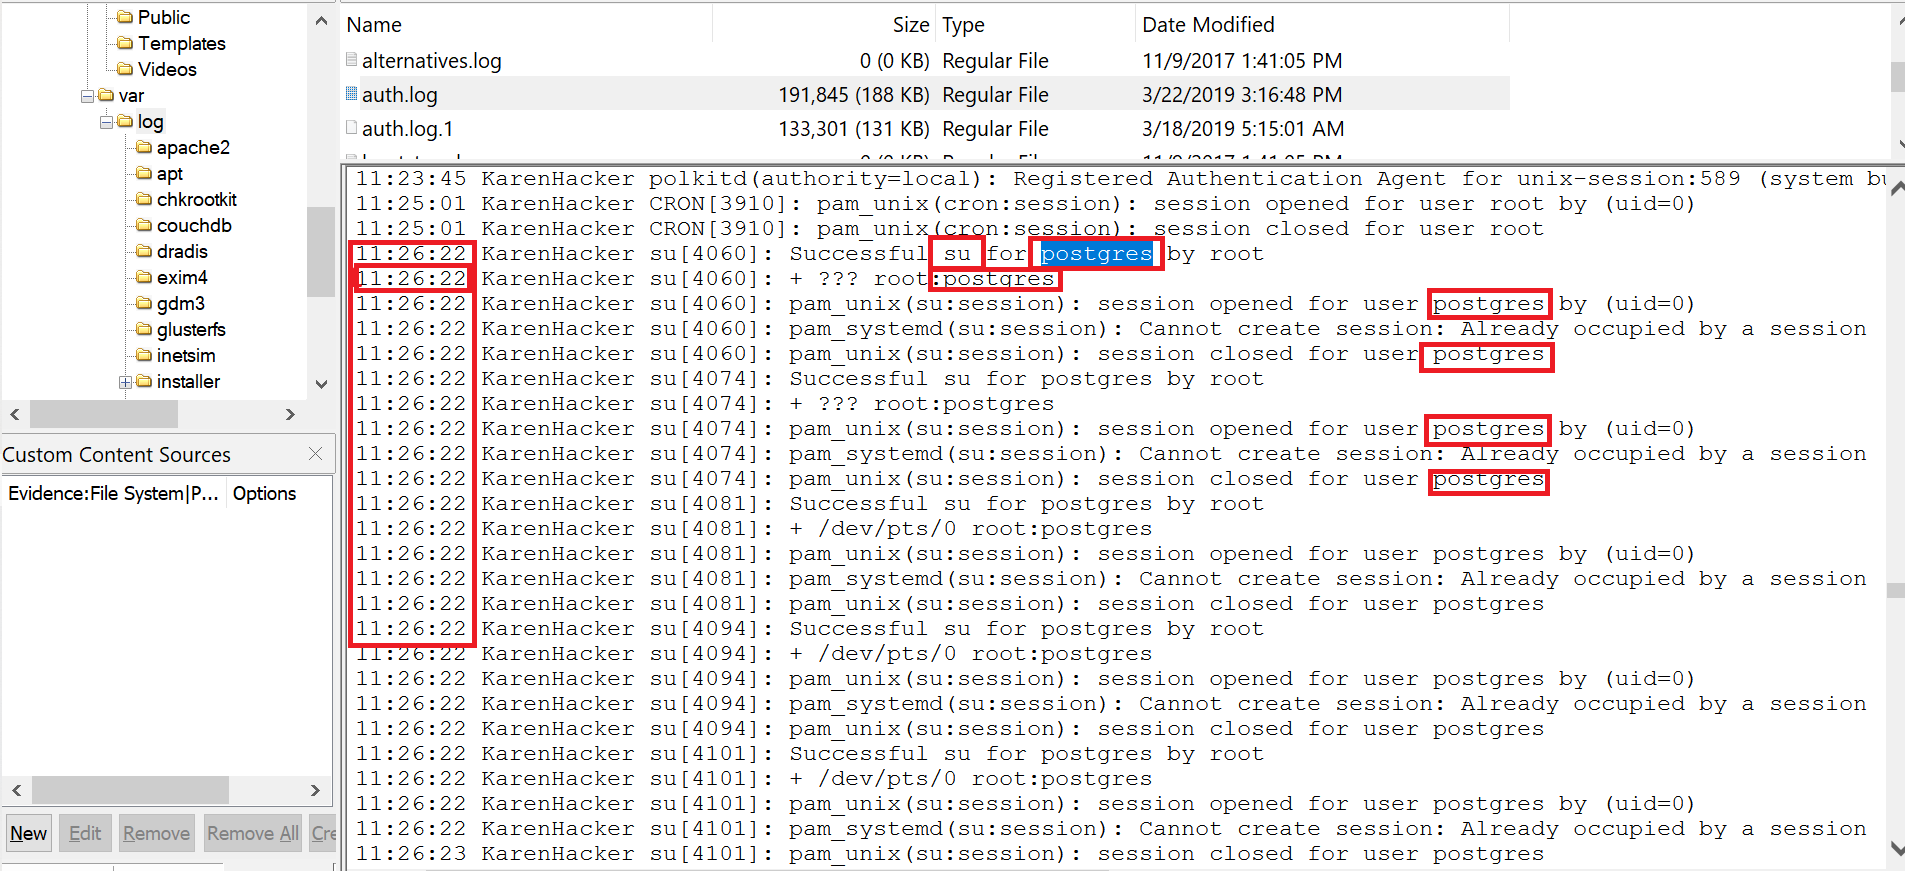 Public
Templates
Videos
var
log
apache2
apt
chkrootkit
couchdb
dradis
exim4
gdm3
glusterfs
inetsim
installer
Custom Content Sources
Evidence:File System|P... Options
New Edit Remove Remove All Cre
Name Size Type Date Modified
alternatives.log 0 (0 KB) Regular File 11/9/2017 1:41:05 PM
auth.log 191,845 (188 KB) Regular File 3/22/2019 3:16:48 PM
auth.log.1 133,301 (131 KB) Regular File 3/18/2019 5:15:01 AM
11:23:45 KarenHacker polkitd(authority=local): Registered Authentication Agent for unix-session:589 (system bu
11:25:01 KarenHacker CRON[3910]: pam_unix(cron:session): session opened for user root by (uid=0)
11:25:01 KarenHacker CRON[3910]: pam_unix(cron:session): session closed for user root
11:26:22 KarenHacker su[4060]: Successful su for postgres by root
11:26:22 KarenHacker su[4060]: + ??? root:postgres
11:26:22 KarenHacker su[4060]: pam_unix(su:session): session opened for user postgres by (uid=0)
11:26:22 KarenHacker su[4060]: pam_systemd(su:session): Cannot create session: Already occupied by a session
11:26:22 KarenHacker su[4060]: pam_unix(su:session): session closed for user postgres
11:26:22 KarenHacker su[4074]: Successful su for postgres by root
11:26:22 KarenHacker su[4074]: + ??? root:postgres
11:26:22 KarenHacker su[4074]: pam_unix(su:session): session opened for user postgres by (uid=0)
11:26:22 KarenHacker su[4074]: pam_systemd(su:session): Cannot create session: Already occupied by a session
11:26:22 KarenHacker su[4074]: pam_unix(su:session): session closed for user postgres
11:26:22 KarenHacker su[4081]: Successful su for postgres by root
11:26:22 KarenHacker su[4081]: + /dev/pts/0 root:postgres
11:26:22 KarenHacker su[4081]: pam_unix(su:session): session opened for user postgres by (uid=0)
11:26:22 KarenHacker su[4081]: pam_systemd(su:session): Cannot create session: Already occupied by a session
11:26:22 KarenHacker su[4081]: pam_unix(su:session): session closed for user postgres
11:26:22 KarenHacker su[4094]: Successful su for postgres by root
11:26:22 KarenHacker su[4094]: + /dev/pts/0 root:postgres
11:26:22 KarenHacker su[4094]: pam_unix(su:session): session opened for user postgres by (uid=0)
11:26:22 KarenHacker su[4094]: pam_systemd(su:session): Cannot create session: Already occupied by a session
11:26:22 KarenHacker su[4094]: pam_unix(su:session): session closed for user postgres
11:26:22 KarenHacker su[4101]: Successful su for postgres by root
11:26:22 KarenHacker su[4101]: + /dev/pts/0 root:postgres
11:26:22 KarenHacker su[4101]: pam_unix(su:session): session opened for user postgres by (uid=0)
11:26:22 KarenHacker su[4101]: pam_systemd(su:session): Cannot create session: Already occupied by a session
11:26:23 KarenHacker su[4101]: pam_unix(su:session): session closed for user postgres